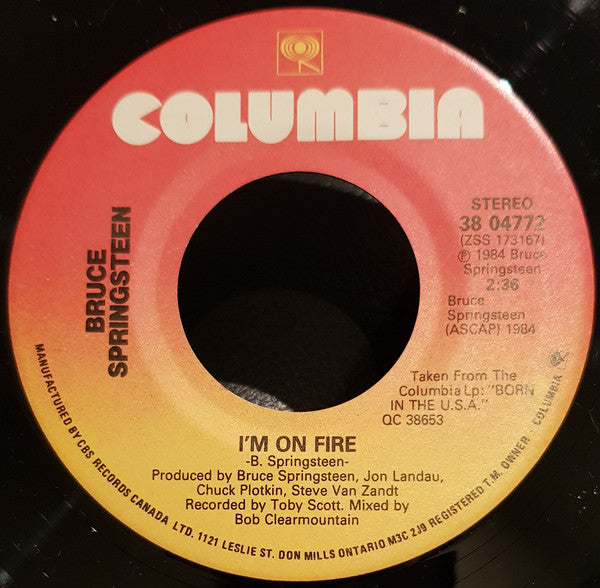 COLUMBIA
BRUCE
SPRINGSTEEN
STEREO
38 04772
(ZSS 173167)
Ⓟ 1984 Bruce
Springsteen
2:36
Bruce
Springsteen
(ASCAP) 1984
Taken From The
Columbia Lp: "BORN
IN THE U.S.A."
QC 38653
I'M ON FIRE
-B. Springsteen-
Produced by Bruce Springsteen, Jon Landau,
Chuck Plotkin, Steve Van Zandt
Recorded by Toby Scott. Mixed by
Bob Clearmountain
MANUFACTURED BY CBS RECORDS CANADA LTD. 1121 LESLIE ST. DON MILLS ONTARIO M3C 2J9 REGISTERED T.M. OWNER - COLUMBIA